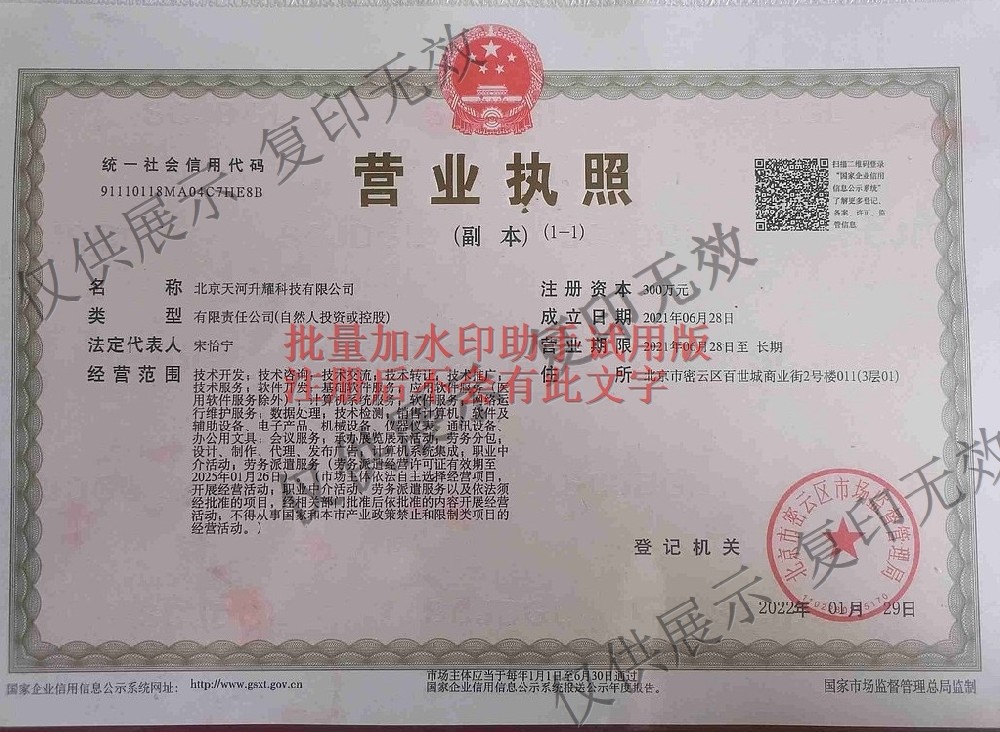 统一社会信用代码
91110118MA04C7HE8B
营业执照
(副 本) (1-1)
扫描二维码登录
“国家企业信用
信息公示系统”
了解更多登记、
备案、许可、监
管信息
名 称 北京天河升耀科技有限公司
类 型 有限责任公司(自然人投资或控股)
法定代表人 宋怡宁
经营范围 技术开发；技术咨询；技术交流；技术转让；技术推广；
技术服务；软件开发；基础软件服务；应用软件服务（医
用软件服务除外）；计算机系统服务；软件服务；网络运
行维护服务；数据处理；技术检测；销售计算机、软件及
辅助设备、电子产品、机械设备、仪器仪表、通讯设备、
办公用文具；会议服务；承办展览展示活动；劳务分包；
设计、制作、代理、发布广告；计算机系统集成；职业中
介活动；劳务派遣服务（劳务派遣经营许可证有效期至
2025年01月26日）。（市场主体依法自主选择经营项目，
开展经营活动；职业中介活动、劳务派遣服务以及依法须
经批准的项目，经相关部门批准后依批准的内容开展经营
活动；不得从事国家和本市产业政策禁止和限制类项目的
经营活动。）
注册资本 300万元
成立日期 2021年06月28日
营业期限 2021年06月28日至 长期
住 所 北京市密云区百世城商业街2号楼011(3层01)
批量加水印助手试用版
注册后不会有此文字
登记机关
北京市密云区市场监督管理局
2022年 01月 29日
国家企业信用信息公示系统网址： http://www.gsxt.gov.cn
市场主体应当于每年1月1日至6月30日通过
国家企业信用信息公示系统报送公示年度报告。
国家市场监督管理总局监制
仅供展示 复印无效
仅供展示 复印无效
仅供展示 复印无效